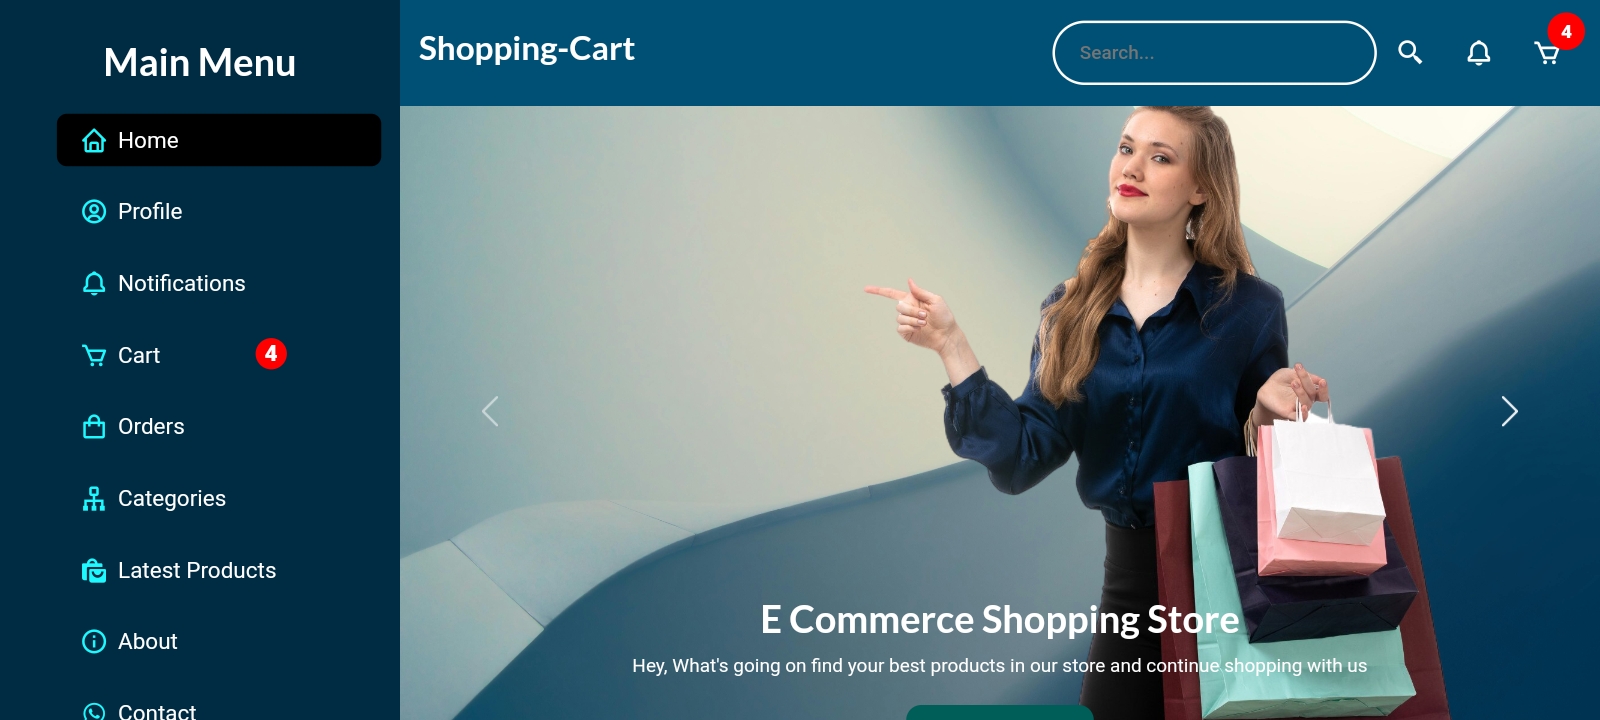 Main Menu
Home
Profile
Notifications
Cart 4
Orders
Categories
Latest Products
About
Contact
Shopping-Cart
Search...
4
E Commerce Shopping Store
Hey, What's going on find your best products in our store and continue shopping with us